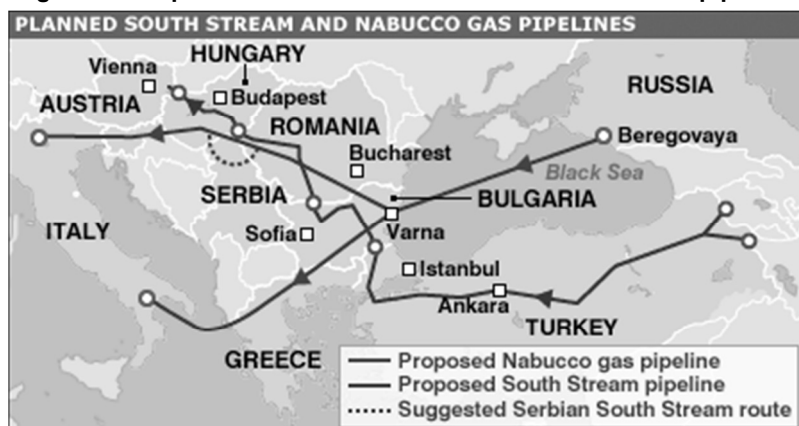 PLANNED SOUTH STREAM AND NABUCCO GAS PIPELINES
HUNGARY
Vienna
RUSSIA
AUSTRIA
Budapest
ROMANIA
Beregovaya
Bucharest
Black Sea
SERBIA
BULGARIA
ITALY
Sofia
Varna
Istanbul
Ankara
TURKEY
GREECE
Proposed Nabucco gas pipeline
Proposed South Stream pipeline
Suggested Serbian South Stream route